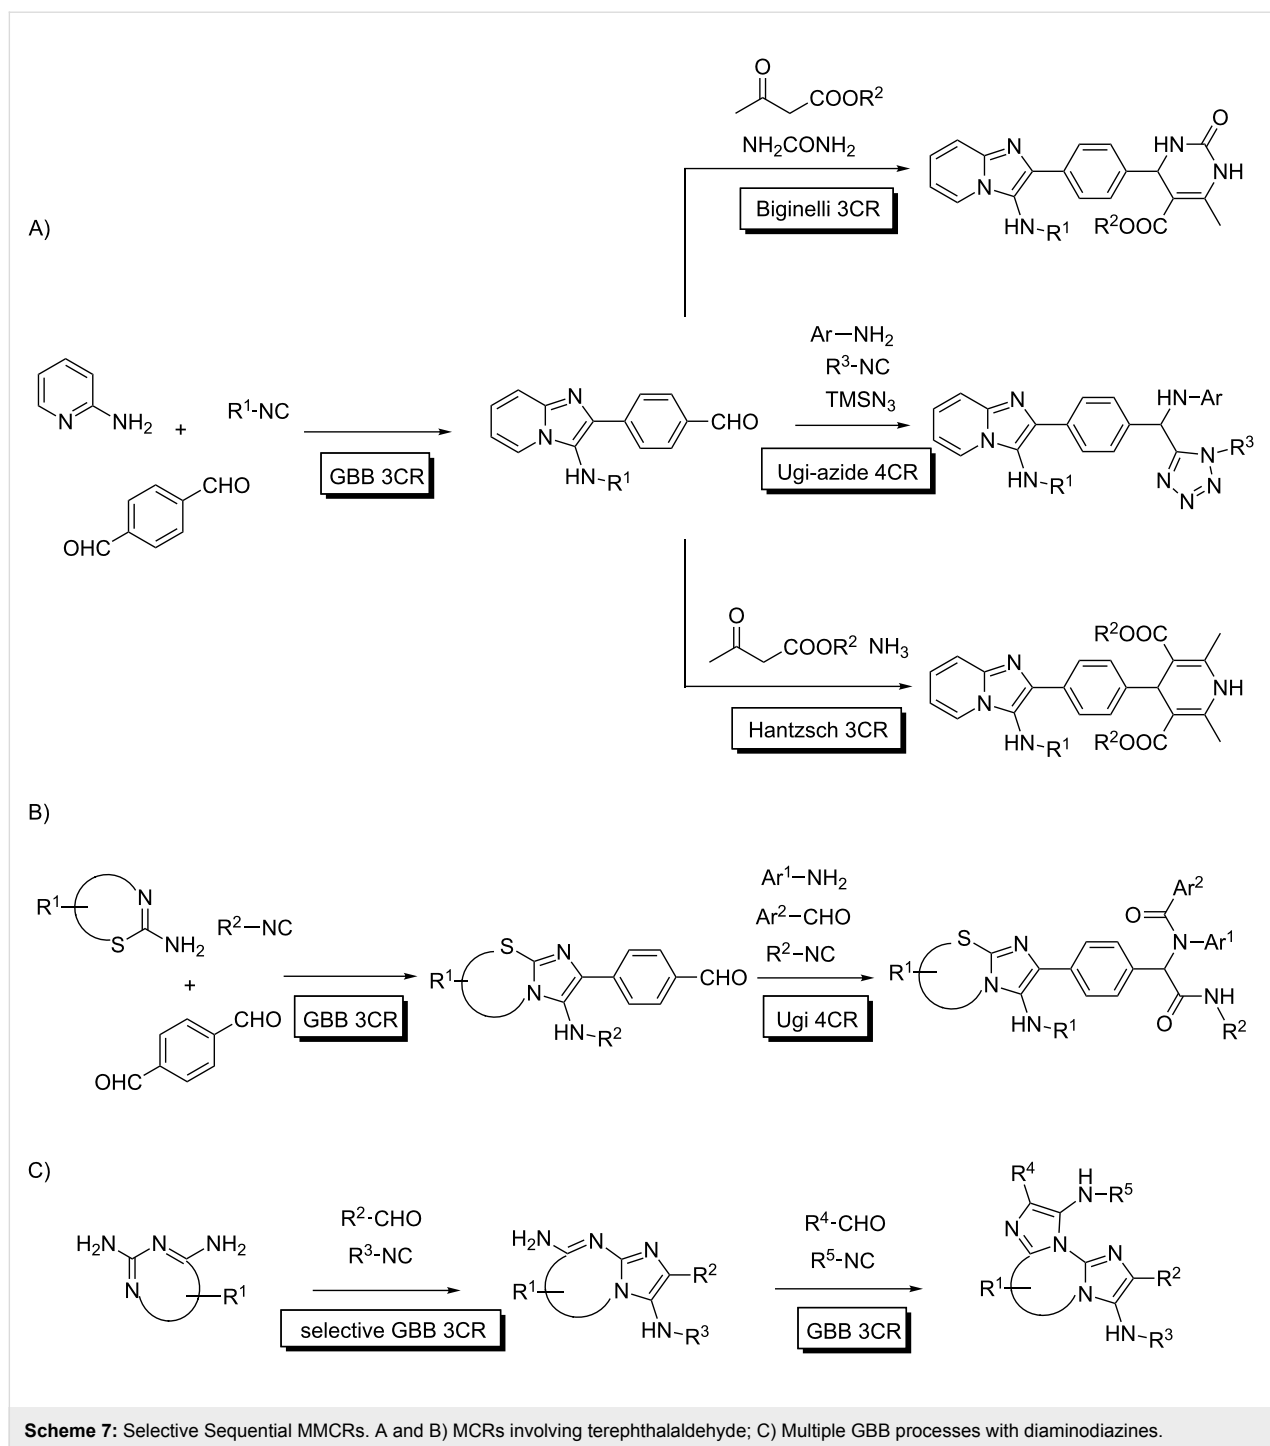 A)
O
COOR2
NH2CONH2
Biginelli 3CR
N
N
HN
R1
HN
O
NH
R2OOC
N
NH2
+
R1-NC
OHC
CHO
GBB 3CR
N
N
HN
R1
CHO
Ar—NH2
R3-NC
TMSN3
Ugi-azide 4CR
N
N
HN
R1
HN—Ar
N
R3
N
N
N
O
COOR2 NH3
Hantzsch 3CR
N
N
HN
R1
R2OOC
NH
R2OOC
B)
R1
N
S
NH2
R2—NC
+
CHO
OHC
GBB 3CR
R1
S
N
N
HN
R2
CHO
Ar1—NH2
Ar2—CHO
R2—NC
Ugi 4CR
R1
S
N
N
HN
R1
Ar2
O
N—Ar1
NH
O
R2
C)
H2N
N
NH2
N
R1
R2-CHO
R3-NC
selective GBB 3CR
H2N
N
N
R1
N
R2
HN
R3
R4-CHO
R5-NC
GBB 3CR
R4
H
N—R5
N
N
N
R1
N
R2
HN
R3
Scheme 7: Selective Sequential MMCRs. A and B) MCRs involving terephthalaldehyde; C) Multiple GBB processes with diaminodiazines.